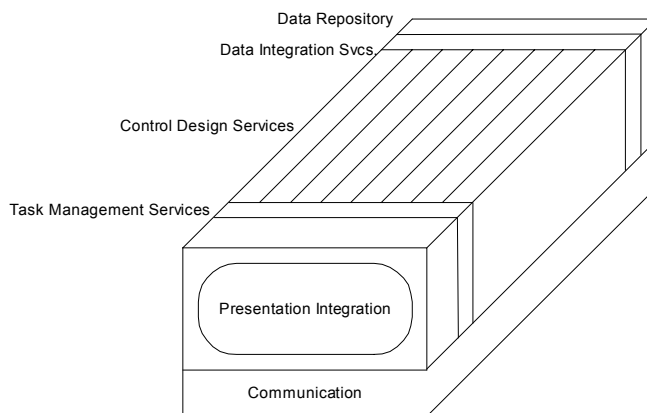 Data Repository
Data Integration Svcs.
Control Design Services
Task Management Services
Presentation Integration
Communication